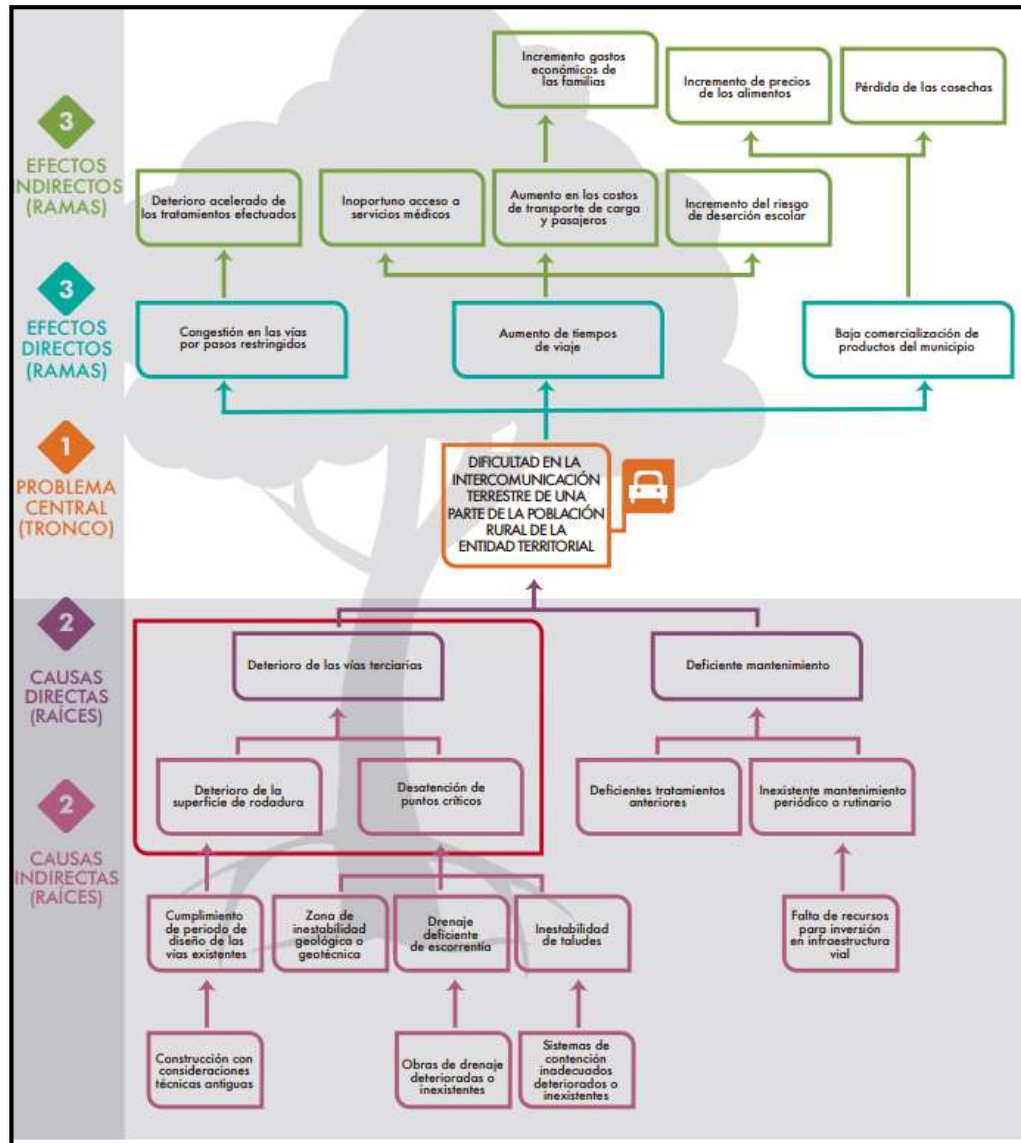 Incremento gastos
económicos de
las familias
Incremento de precios
de los alimentos
Pérdida de las cosechas
3
EFECTOS
INDIRECTOS
(RAMAS)
Deterioro acelerado de
los tratamientos efectuados
Inoportuno acceso a
servicios médicos
Aumento en los costos
de transporte de carga
y pasajeros
Incremento del riesgo
de deserción escolar
3
EFECTOS
DIRECTOS
(RAMAS)
Congestión en las vías
por pasos restringidos
Aumento de tiempos
de viaje
Baja comercialización de
productos del municipio
1
PROBLEMA
CENTRAL
(TRONCO)
DIFICULTAD EN LA
INTERCOMUNICACIÓN
TERRESTRE DE UNA
PARTE DE LA POBLACIÓN
RURAL DE LA
ENTIDAD TERRITORIAL
2
CAUSAS
DIRECTAS
(RAÍCES)
Deterioro de las vías terciarias
Deficiente mantenimiento
2
CAUSAS
INDIRECTAS
(RAÍCES)
Deterioro de la
superficie de rodadura
Desatención de
puntos críticos
Deficientes tratamientos
anteriores
Inexistente mantenimiento
periódico o rutinario
Cumplimiento
de periodo de
diseño de las
vías existentes
Zona de
inestabilidad
geológica o
geotécnica
Drenaje
deficiente
de escorrentía
Inestabilidad
de taludes
Falta de recursos
para inversión
en infraestructura
vial
Construcción con
consideraciones
técnicas antiguas
Obras de drenaje
deterioradas o
inexistentes
Sistemas de
contención
inadecuados
deteriorados o
inexistentes